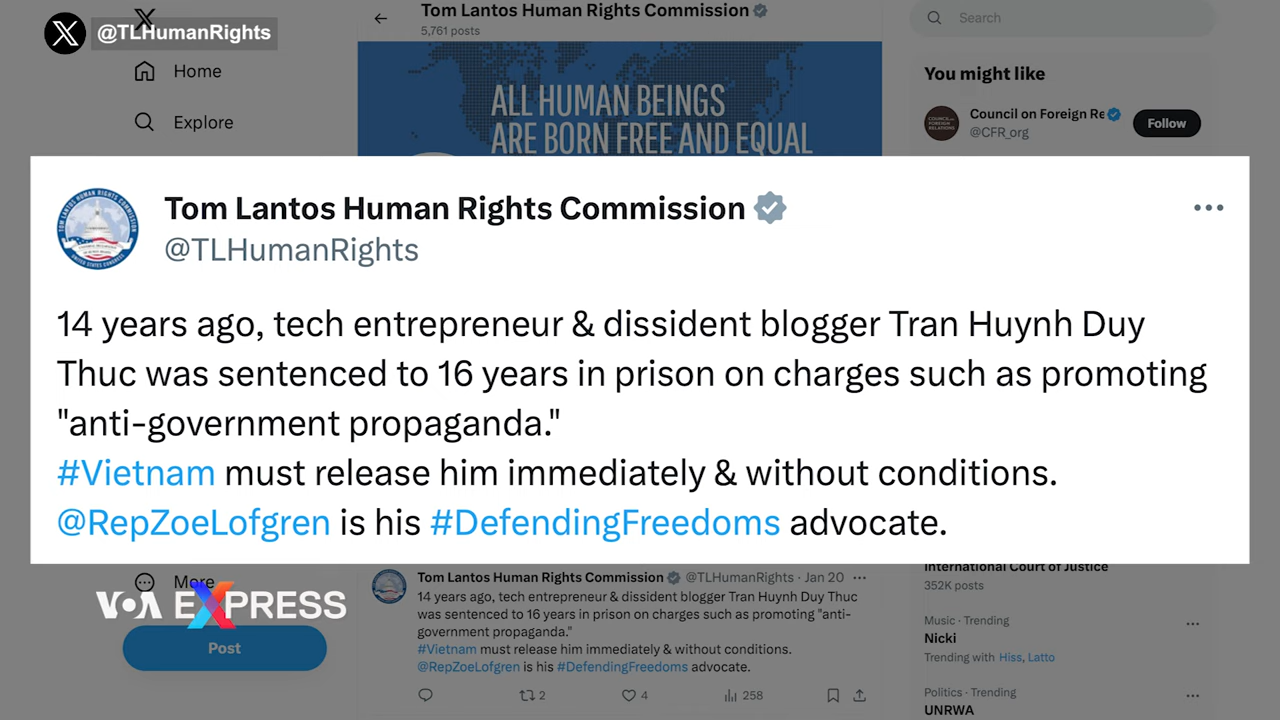 @TLHumanRights
Home
Explore
Tom Lantos Human Rights Commission
5,761 posts
ALL HUMAN BEINGS
ARE BORN FREE AND EQUAL
Search
You might like
Council on Foreign Re
@CFR_org
Follow
Tom Lantos Human Rights Commission
@TLHumanRights
14 years ago, tech entrepreneur & dissident blogger Tran Huynh Duy
Thuc was sentenced to 16 years in prison on charges such as promoting
"anti-government propaganda."
#Vietnam must release him immediately & without conditions.
@RepZoeLofgren is his #DefendingFreedoms advocate.
More
VOA EXPRESS
Post
Tom Lantos Human Rights Commission @TLHumanRights · Jan 20
14 years ago, tech entrepreneur & dissident blogger Tran Huynh Duy Thuc
was sentenced to 16 years in prison on charges such as promoting "anti-
government propaganda."
#Vietnam must release him immediately & without conditions.
@RepZoeLofgren is his #DefendingFreedoms advocate.
2
4
258
International Court of Justice
352K posts
Music · Trending
Nicki
Trending with Hiss, Latto
Politics · Trending
UNRWA